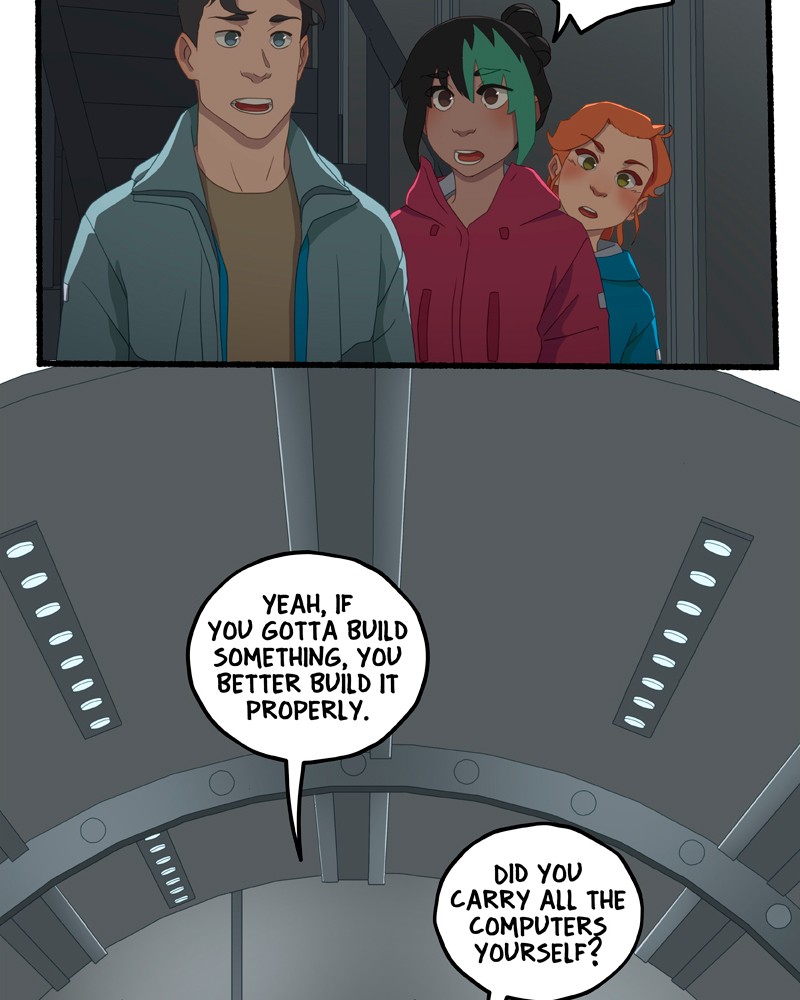 YEAH, IF
YOU GOTTA BUILD
SOMETHING, YOU
BETTER BUILD IT
PROPERLY.
DID YOU
CARRY ALL THE
COMPUTERS
YOURSELF?